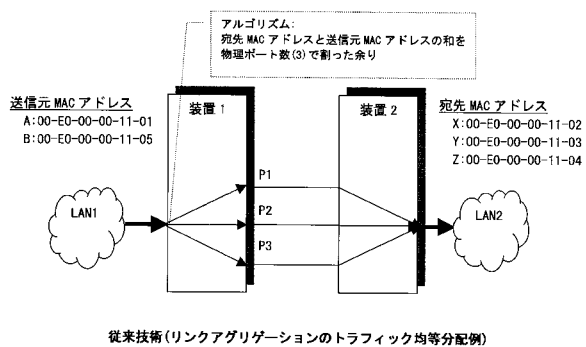 アルゴリズム:
宛先 MAC アドレスと送信元 MAC アドレスの和を
物理ポート数(3)で割った余り
送信元 MAC アドレス
A:00-E0-00-00-11-01
B:00-E0-00-00-11-05
装置 1
装置 2
宛先 MAC アドレス
X:00-E0-00-00-11-02
Y:00-E0-00-00-11-03
Z:00-E0-00-00-11-04
P1
P2
P3
LAN1
LAN2
従来技術(リンクアグリゲーションのトラフィック均等分配例)